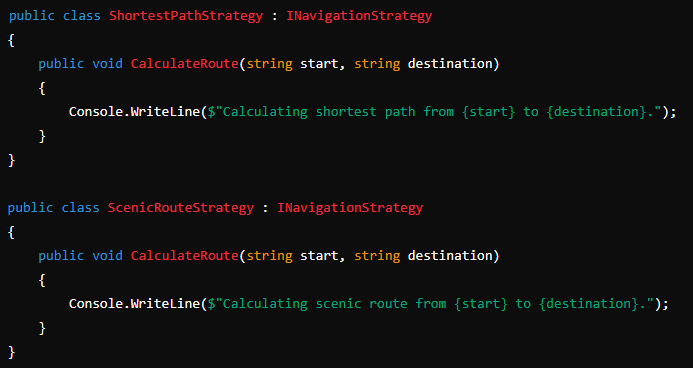 public class ShortestPathStrategy : INavigationStrategy
{
    public void CalculateRoute(string start, string destination)
    {
        Console.WriteLine($"Calculating shortest path from {start} to {destination}.");
    }
}

public class ScenicRouteStrategy : INavigationStrategy
{
    public void CalculateRoute(string start, string destination)
    {
        Console.WriteLine($"Calculating scenic route from {start} to {destination}.");
    }
}